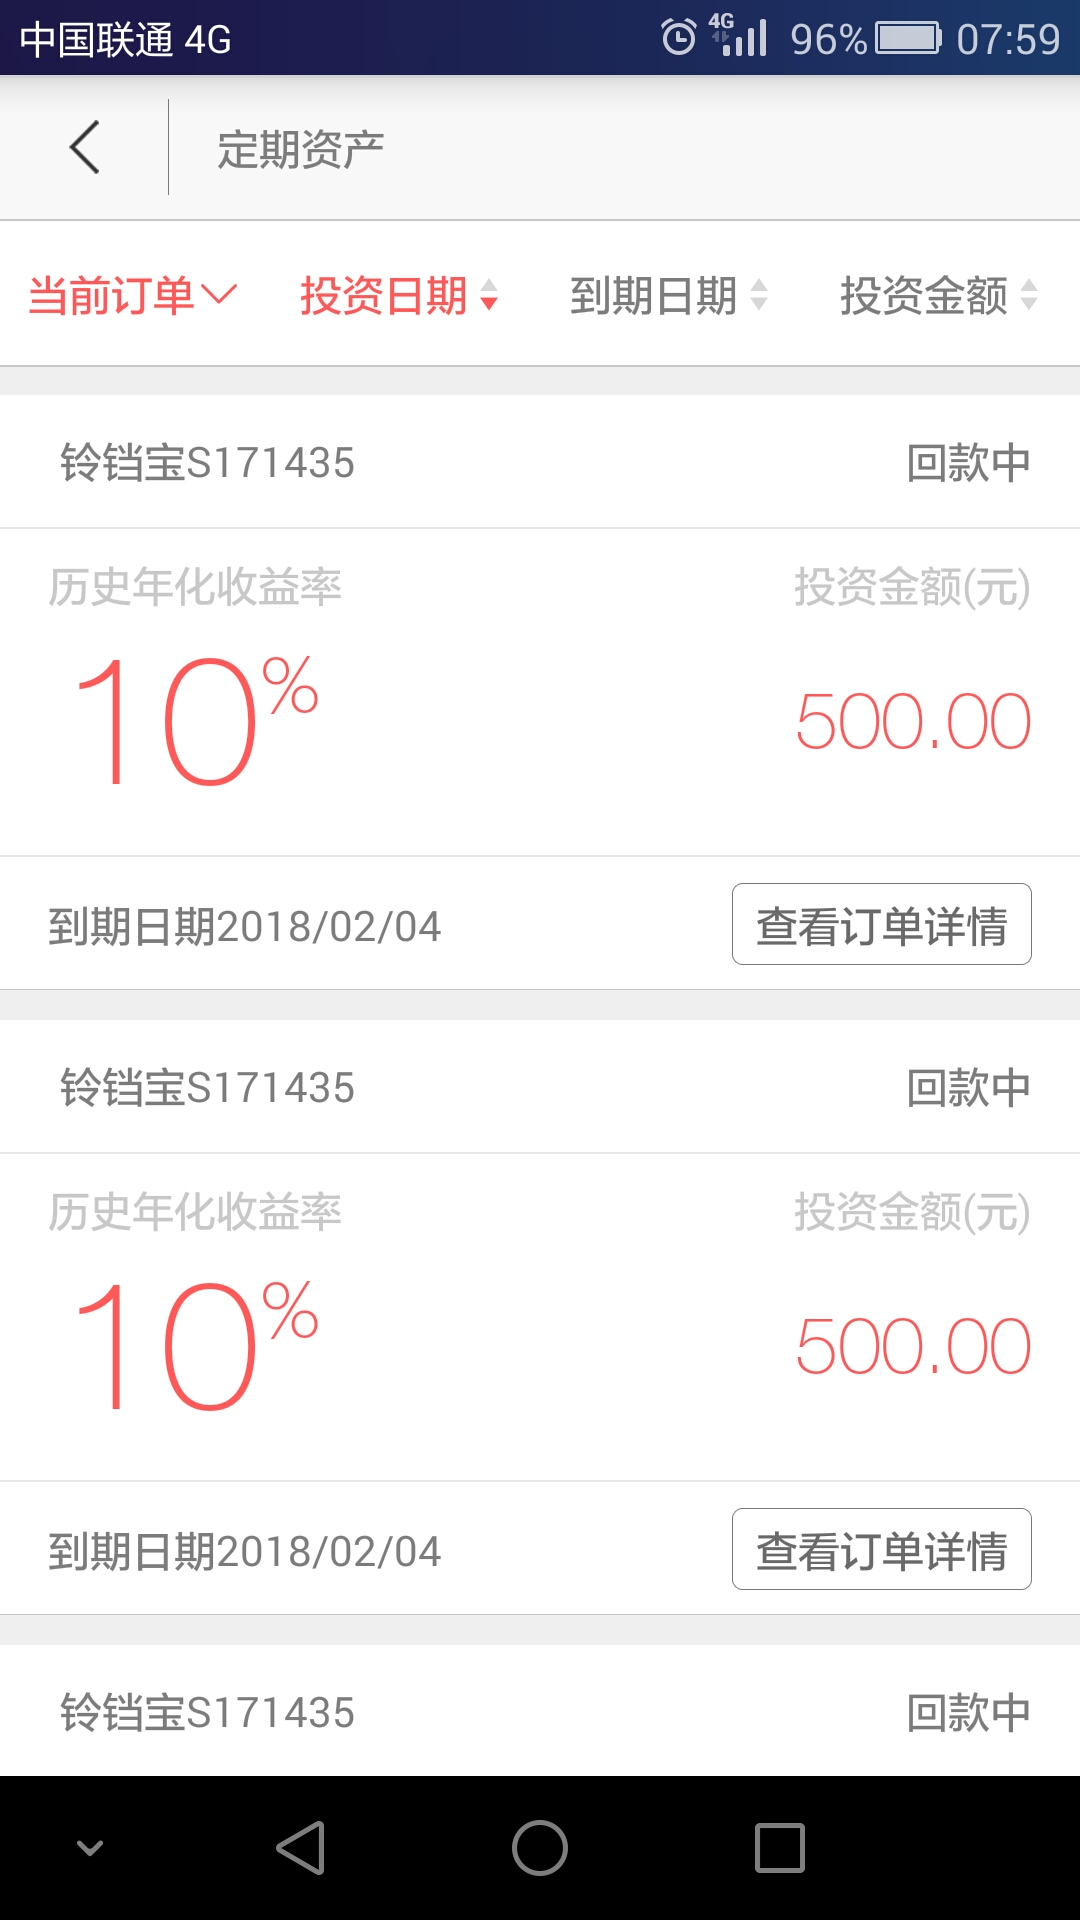 中国联通 4G 4G 96% 07:59
定期资产
当前订单 投资日期 到期日期 投资金额
铃铛宝S171435 回款中
历史年化收益率 投资金额(元)
10% 500.00
到期日期2018/02/04 查看订单详情
铃铛宝S171435 回款中
历史年化收益率 投资金额(元)
10% 500.00
到期日期2018/02/04 查看订单详情
铃铛宝S171435 回款中